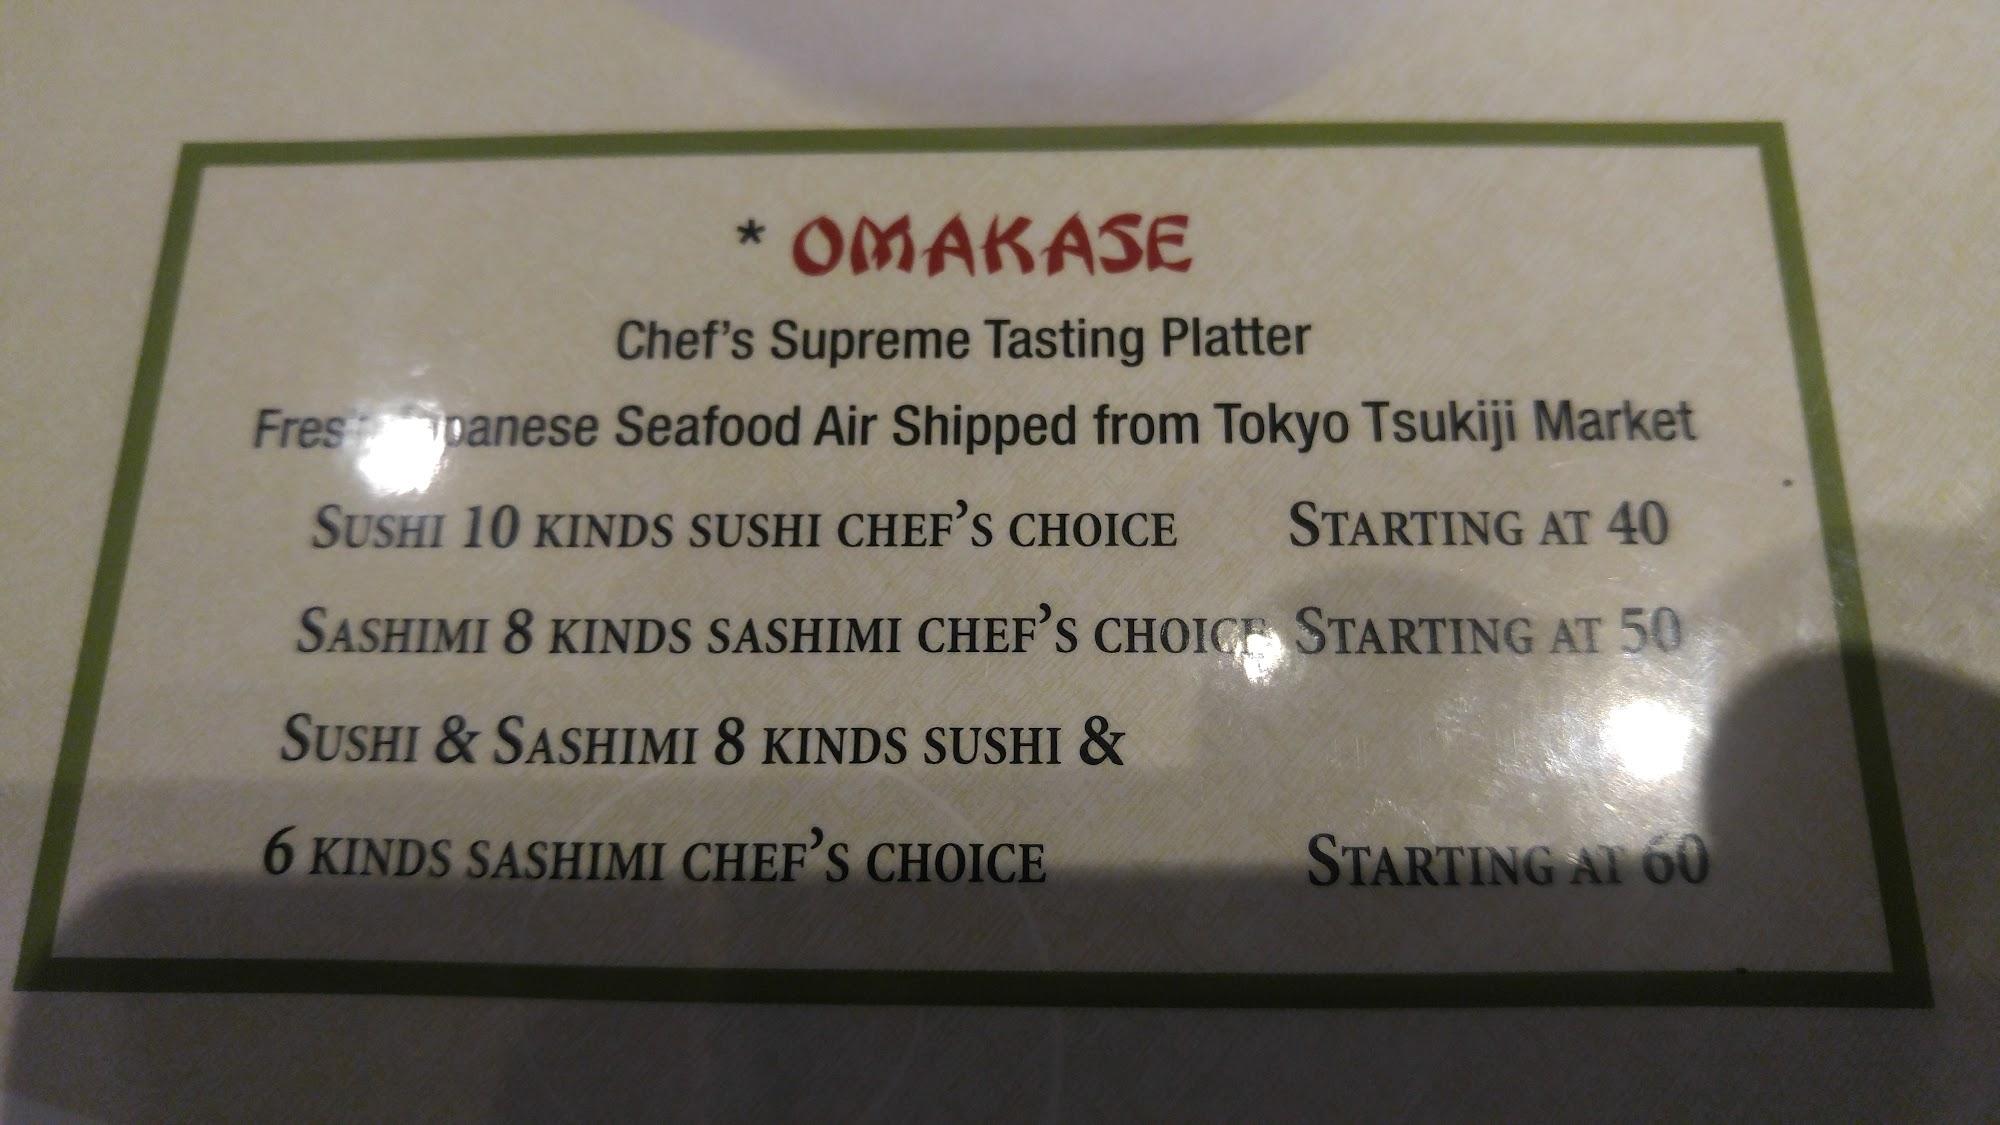 * OMAKASE
Chef's Supreme Tasting Platter
Fresh Japanese Seafood Air Shipped from Tokyo Tsukiji Market
SUSHI 10 KINDS SUSHI CHEF'S CHOICE STARTING AT 40
SASHIMI 8 KINDS SASHIMI CHEF'S CHOICE STARTING AT 50
SUSHI & SASHIMI 8 KINDS SUSHI &
6 KINDS SASHIMI CHEF'S CHOICE STARTING AT 60